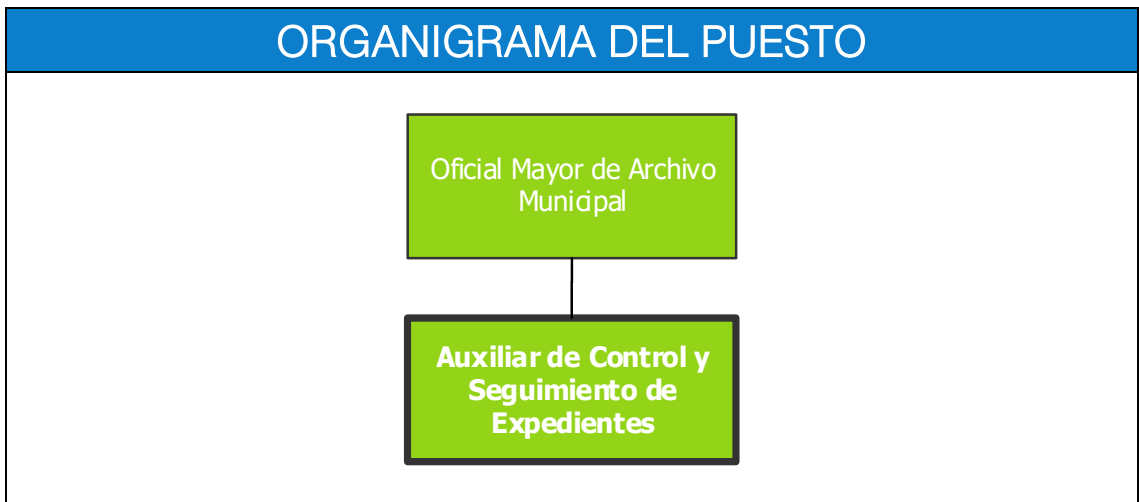 ORGANIGRAMA DEL PUESTO
Oficial Mayor de Archivo
Municipal
Auxiliar de Control y
Seguimiento de
Expedientes